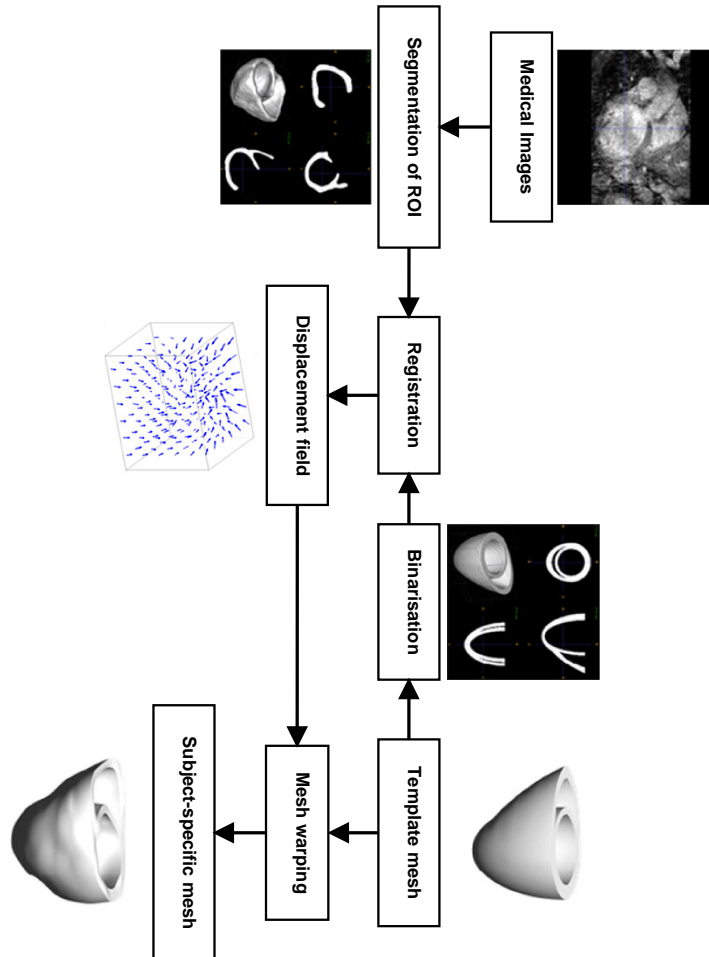 Medical Images
Segmentation of ROI
Registration
Binarisation
Template mesh
Displacement field
Mesh warping
Subject-specific mesh